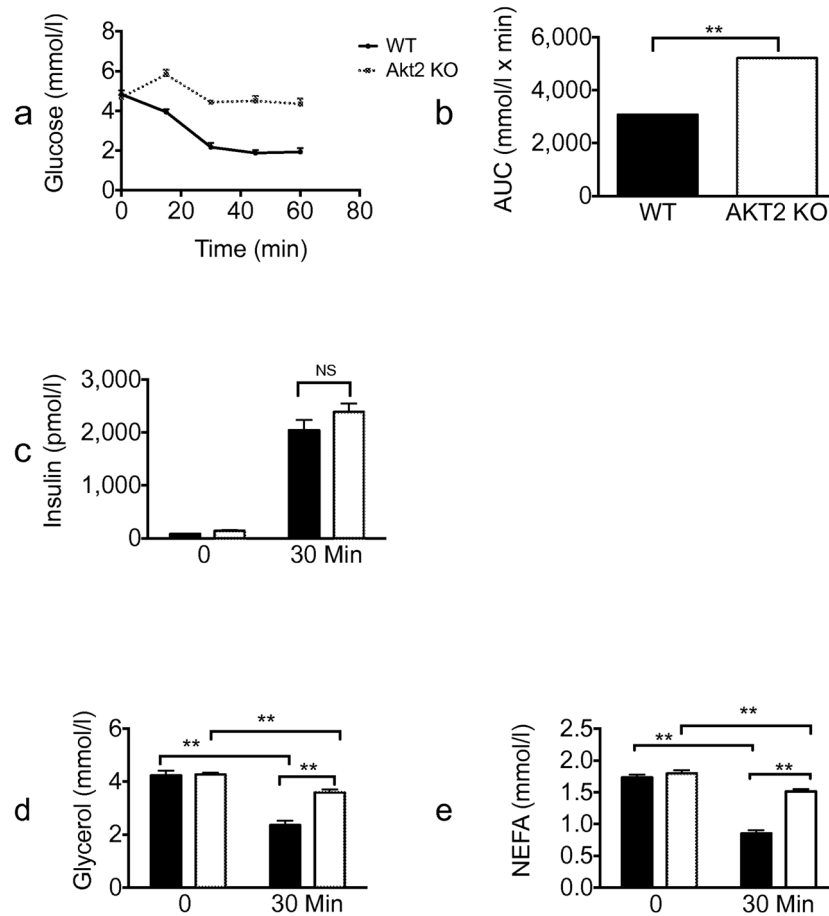 a
Glucose (mmol/l)
8
6
4
2
0
0 20 40 60 80
Time (min)
WT
Akt2 KO
b
AUC (mmol/l x min)
6,000
4,000
2,000
0
**
WT AKT2 KO
c
Insulin (pmol/l)
3,000
2,000
1,000
0
NS
0 30 Min
d
Glycerol (mmol/l)
6
4
2
0
**
**
**
0 30 Min
e
NEFA (mmol/l)
2.5
2.0
1.5
1.0
0.5
0.0
**
**
**
0 30 Min